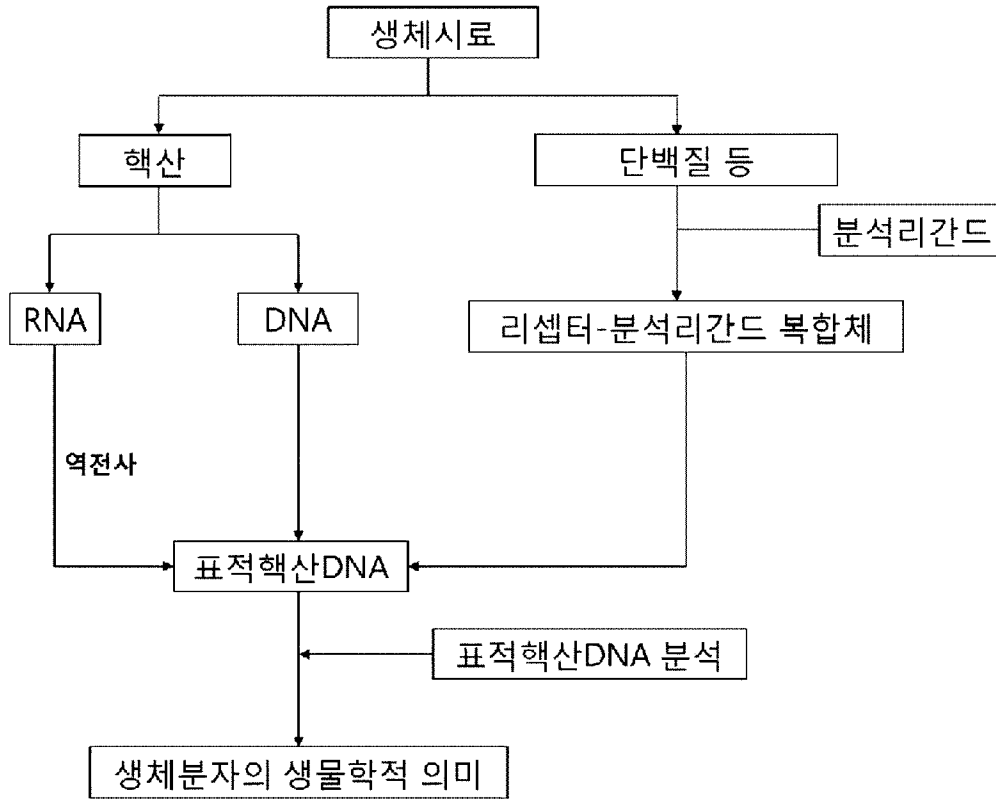 생체시료
핵산
단백질 등
분석리간드
RNA
DNA
리셉터-분석리간드 복합체
역전사
표적핵산DNA
표적핵산DNA 분석
생체분자의 생물학적 의미